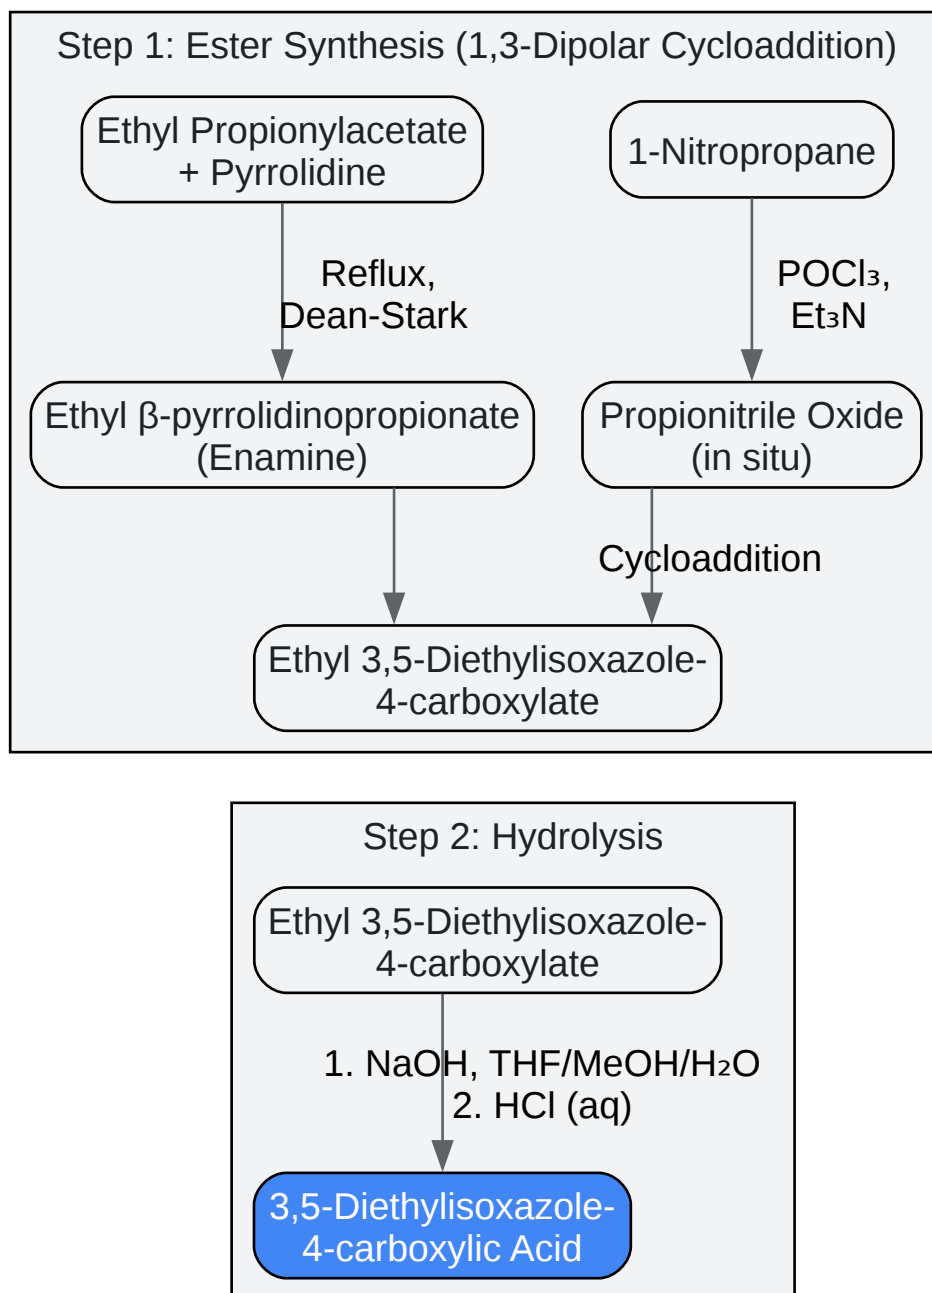 Step 1: Ester Synthesis (1,3-Dipolar Cycloaddition)
Ethyl Propionylacetate
+ Pyrrolidine
1-Nitropropane
Reflux,
Dean-Stark
POCl₃,
Et₃N
Ethyl β-pyrrolidinopropionate
(Enamine)
Propionitrile Oxide
(in situ)
Cycloaddition
Ethyl 3,5-Diethylisoxazole-
4-carboxylate
Step 2: Hydrolysis
Ethyl 3,5-Diethylisoxazole-
4-carboxylate
1. NaOH, THF/MeOH/H₂O
2. HCl (aq)
3,5-Diethylisoxazole-
4-carboxylic Acid